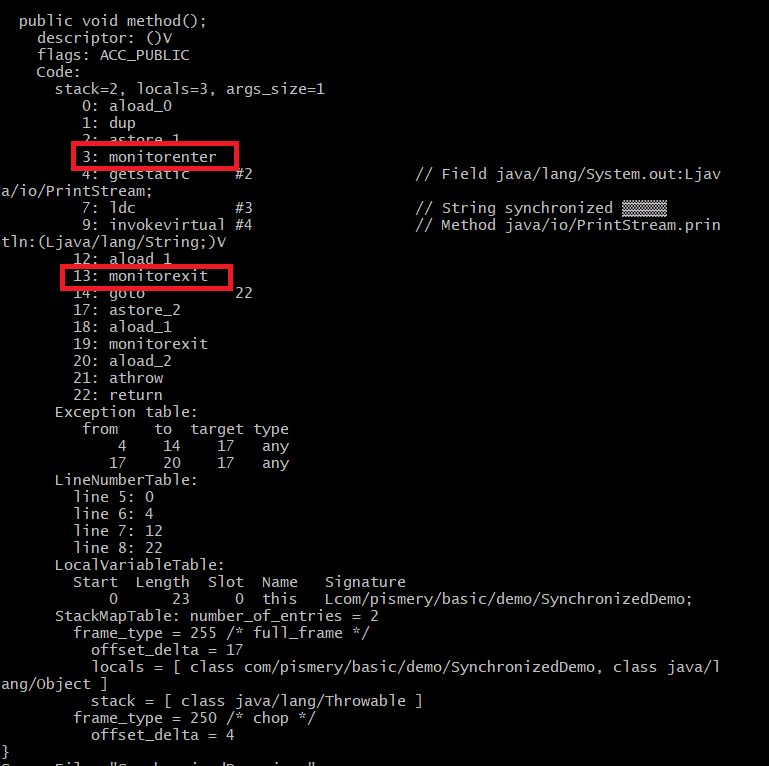 public void method();
descriptor: ()V
flags: ACC_PUBLIC
Code:
stack=2, locals=3, args_size=1
0: aload_0
1: dup
2: astore_1
3: monitorenter
4: getstatic #2 // Field java/lang/System.out:Ljav
a/io/PrintStream;
7: ldc #3 // String synchronized ▒▒▒▒▒
9: invokevirtual #4 // Method java/io/PrintStream.prin
tln:(Ljava/lang/String;)V
12: aload_1
13: monitorexit
14: goto 22
17: astore_2
18: aload_1
19: monitorexit
20: aload_2
21: athrow
22: return
Exception table:
from to target type
4 14 17 any
17 20 17 any
LineNumberTable:
line 5: 0
line 6: 4
line 7: 12
line 8: 22
LocalVariableTable:
Start Length Slot Name Signature
0 23 0 this Lcom/pismery/basic/demo/SynchronizedDemo;
StackMapTable: number_of_entries = 2
frame_type = 255 /* full_frame */
offset_delta = 17
locals = [ class com/pismery/basic/demo/SynchronizedDemo, class java/l
ang/Object ]
stack = [ class java/lang/Throwable ]
frame_type = 250 /* chop */
offset_delta = 4
}